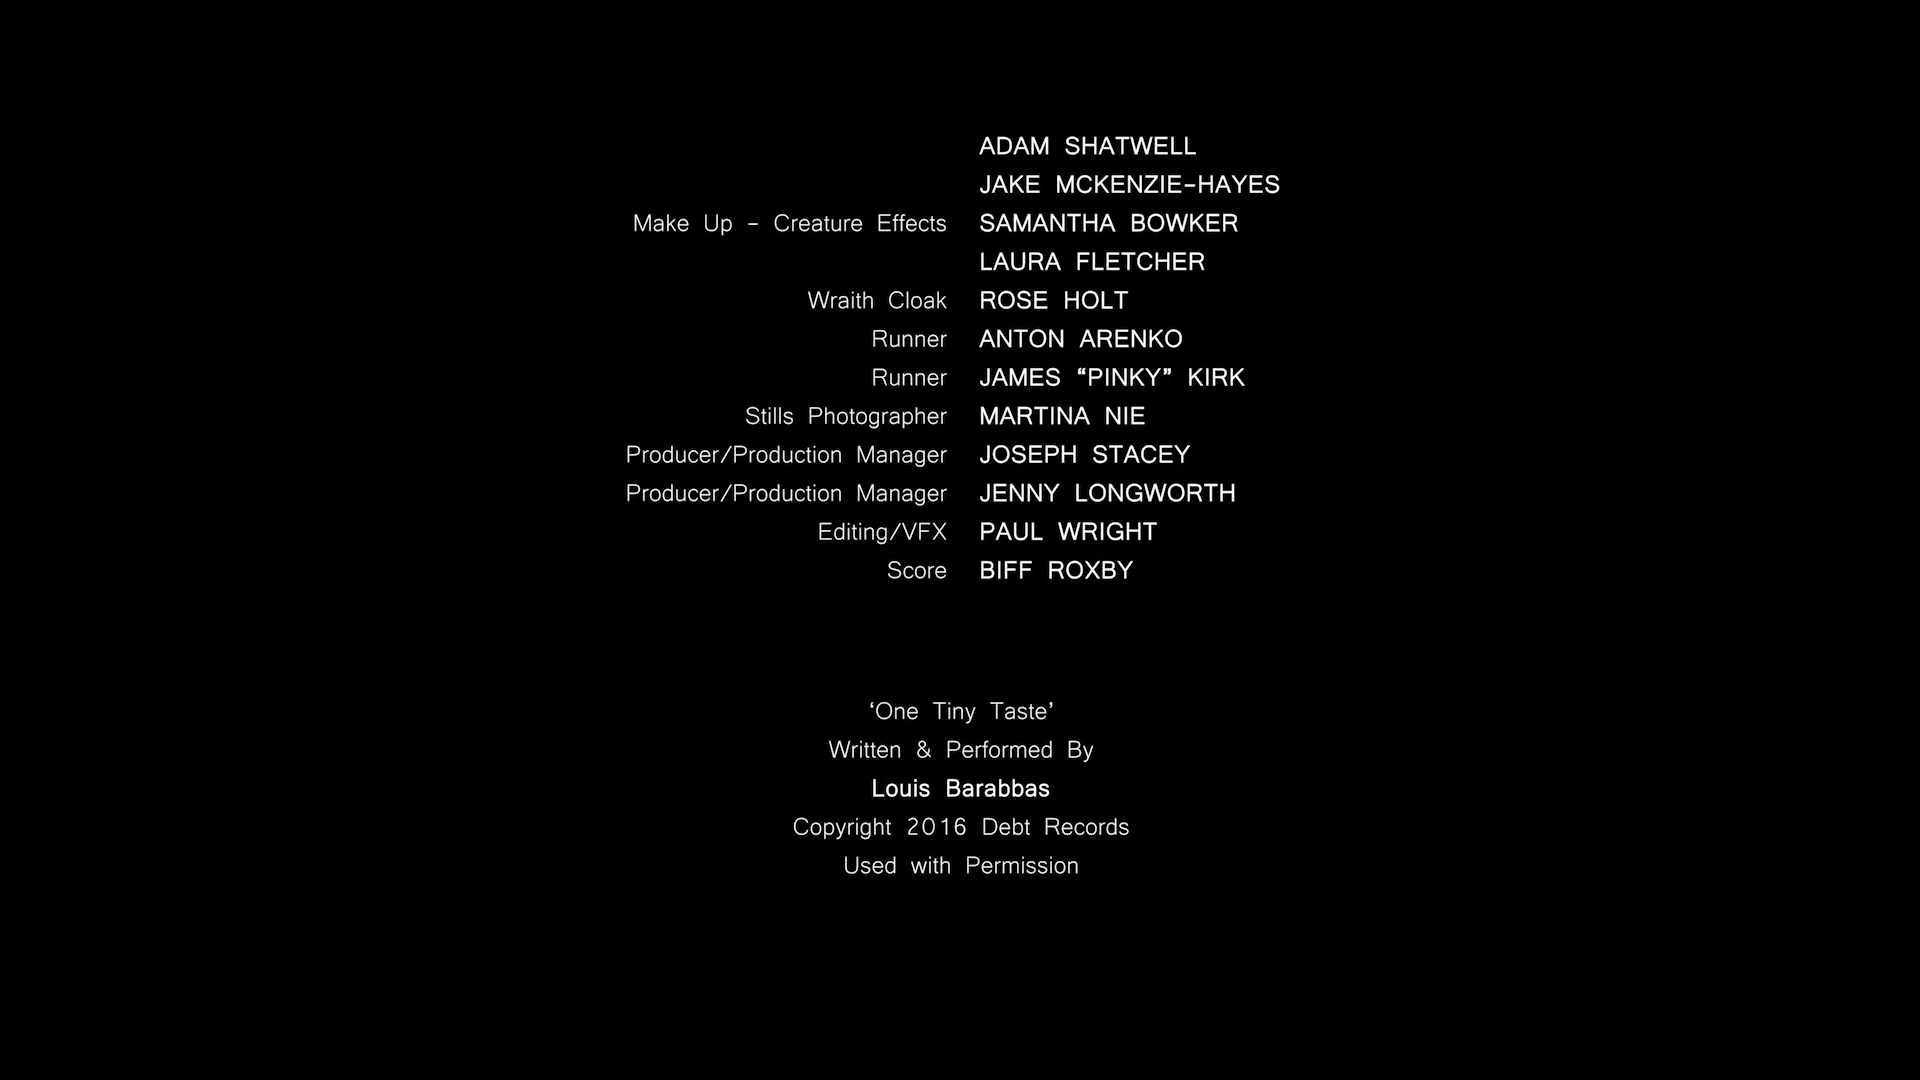 ADAM SHATWELL
JAKE MCKENZIE-HAYES
Make Up - Creature Effects SAMANTHA BOWKER
LAURA FLETCHER
Wraith Cloak ROSE HOLT
Runner ANTON ARENKO
Runner JAMES “PINKY” KIRK
Stills Photographer MARTINA NIE
Producer/Production Manager JOSEPH STACEY
Producer/Production Manager JENNY LONGWORTH
Editing/VFX PAUL WRIGHT
Score BIFF ROXBY
‘One Tiny Taste’
Written & Performed By
Louis Barabbas
Copyright 2016 Debt Records
Used with Permission